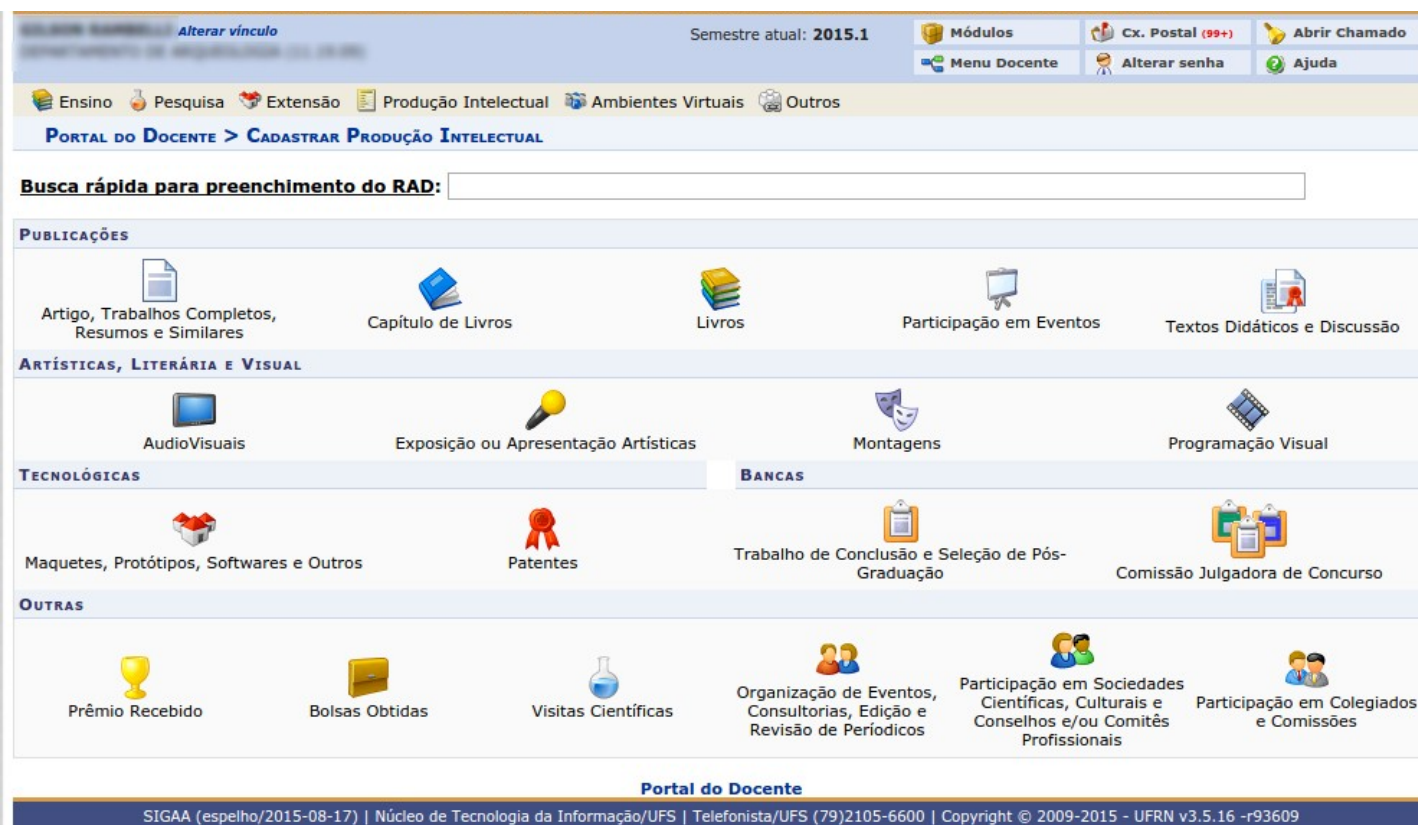 Alterar vínculo
Semestre atual: 2015.1
Módulos
Cx. Postal (99+)
Abrir Chamado
Menu Docente
Alterar senha
Ajuda
Ensino Pesquisa Extensão Produção Intelectual Ambientes Virtuais Outros
Portal do Docente > Cadastrar Produção Intelectual
Busca rápida para preenchimento do RAD:
Publicações
Artigo, Trabalhos Completos,
Resumos e Similares
Capítulo de Livros
Livros
Participação em Eventos
Textos Didáticos e Discussão
Artísticas, Literária e Visual
AudioVisuais
Exposição ou Apresentação Artísticas
Montagens
Programação Visual
Tecnológicas
Bancas
Maquetes, Protótipos, Softwares e Outros
Patentes
Trabalho de Conclusão e Seleção de Pós-
Graduação
Comissão Julgadora de Concurso
Outras
Prêmio Recebido
Bolsas Obtidas
Visitas Científicas
Organização de Eventos,
Consultorias, Edição e
Revisão de Periódicos
Participação em Sociedades
Científicas, Culturais e
Conselhos e/ou Comitês
Profissionais
Participação em Colegiados
e Comissões
Portal do Docente
SIGAA (espelho/2015-08-17) | Núcleo de Tecnologia da Informação/UFS | Telefonista/UFS (79)2105-6600 | Copyright © 2009-2015 - UFRN v3.5.16 -r93609